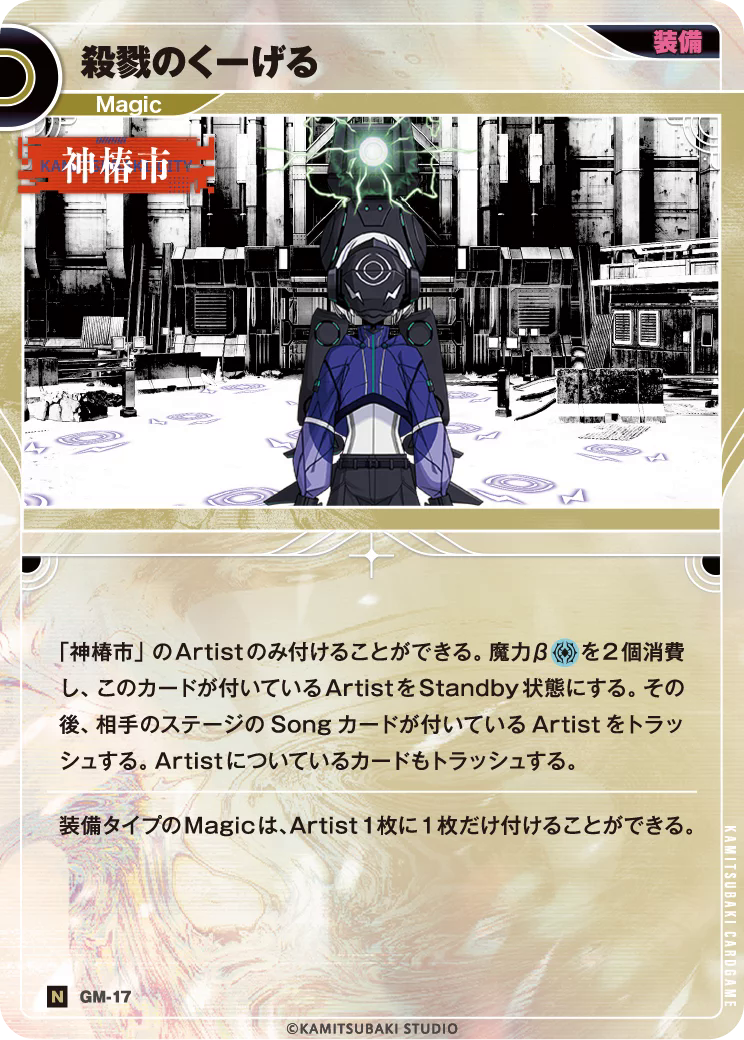 殺戮のくーげる
装備
Magic
神椿市
「神椿市」のArtistのみ付けることができる。魔力βを2個消費
し、このカードが付いているArtistをStandby状態にする。その
後、相手のステージのSongカードが付いているArtistをトラッ
シュする。Artistについているカードもトラッシュする。
装備タイプのMagicは、Artist1枚に1枚だけ付けることができる。
KAMITSUBAKI CARDGAME
N GM-17
©KAMITSUBAKI STUDIO